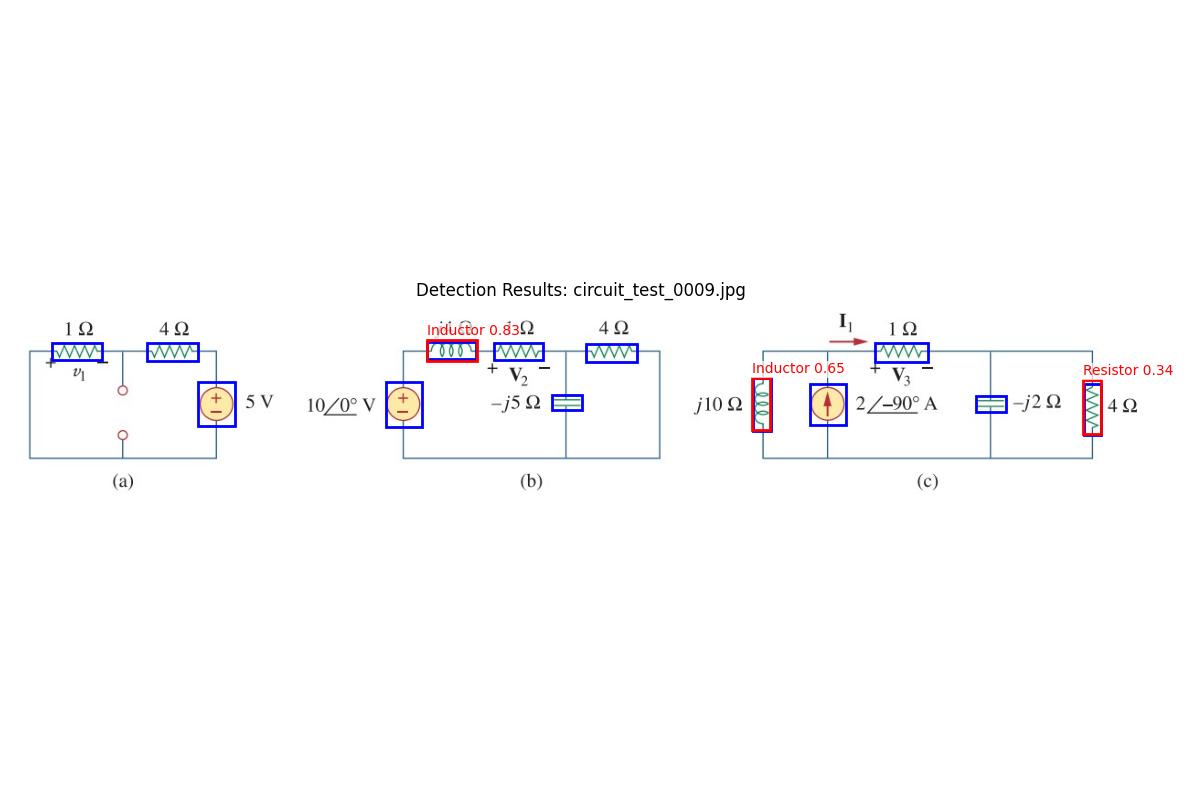 Detection Results: circuit_test_0009.jpg
1 Ω
4 Ω
+ v1 −
+
−
5 V
(a)
Inductor 0.83
Ω
4 Ω
+ V2 −
10∠0° V
+
−
−j5 Ω
(b)
I1
1 Ω
+ V3 −
Inductor 0.65
Resistor 0.34
j10 Ω
2∠−90° A
−j2 Ω
4 Ω
(c)